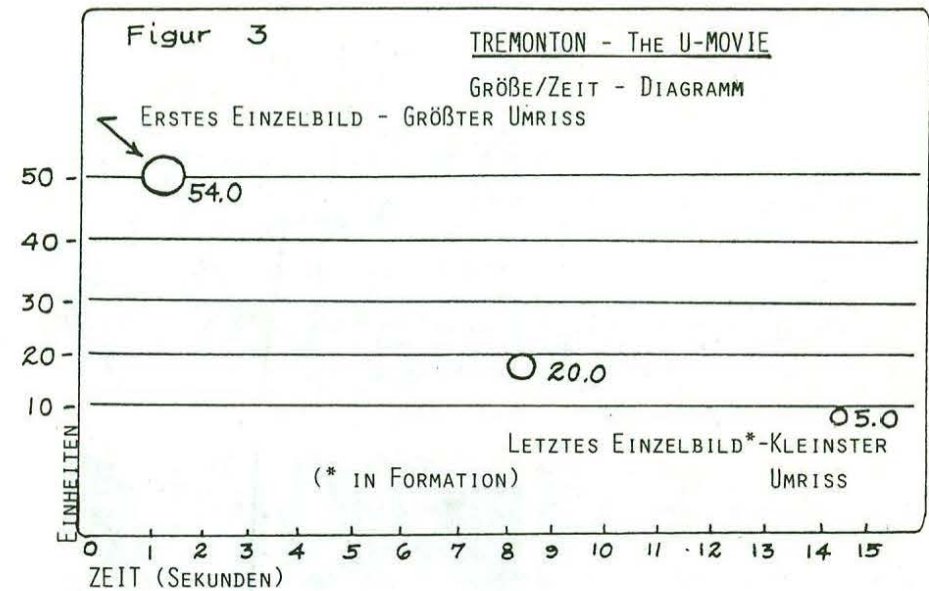 Figur 3
TREMONTON - THE U-MOVIE
GRÖßE/ZEIT - DIAGRAMM
ERSTES EINZELBILD - GRÖßTER UMRISS
50
54.0
40
30
20
20.0
10
5.0
LETZTES EINZELBILD*-KLEINSTER
UMRISS
(* IN FORMATION)
EINHEITEN
0 1 2 3 4 5 6 7 8 9 10 11 12 13 14 15
ZEIT (SEKUNDEN)